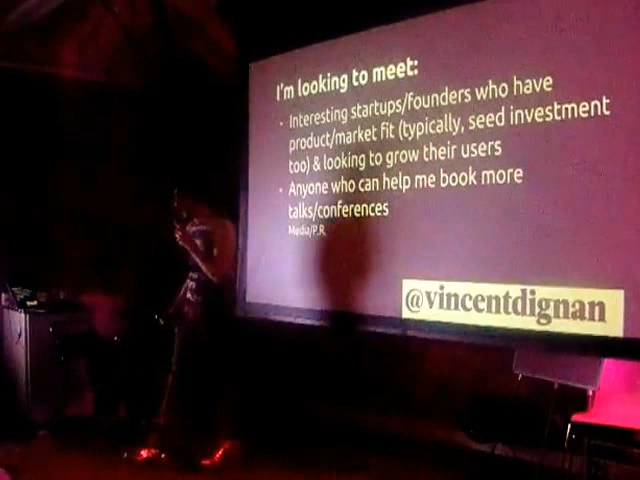 I'm looking to meet:
• Interesting startups/founders who have
product/market fit (typically, seed investment
too) & looking to grow their users
• Anyone who can help me book more
talks/conferences
Media/P.R.
@vincentdignan